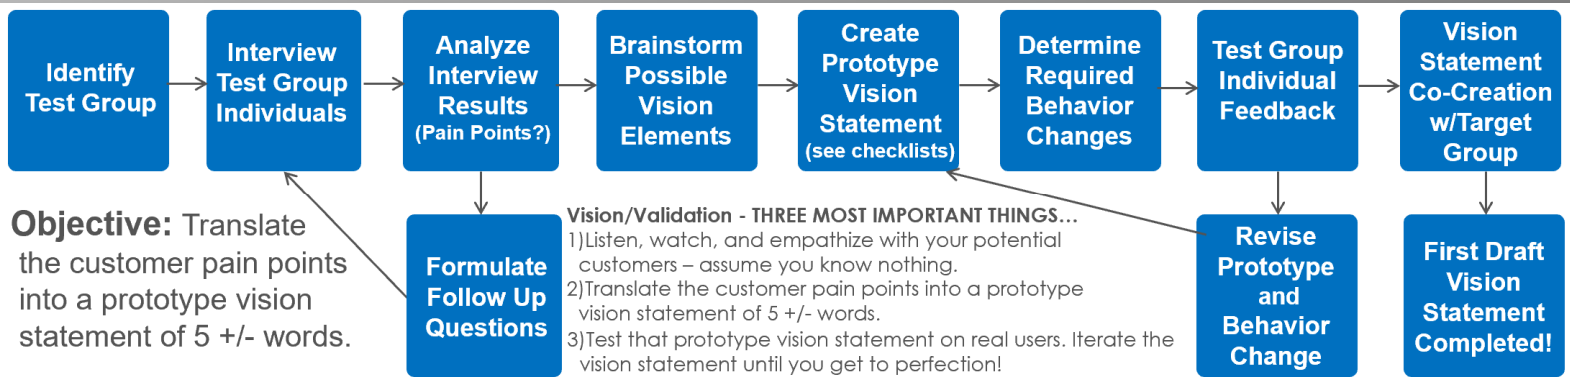 Identify
Test Group
Interview
Test Group
Individuals
Analyze
Interview
Results
(Pain Points?)
Brainstorm
Possible
Vision
Elements
Create
Prototype
Vision
Statement
(see checklists)
Determine
Required
Behavior
Changes
Test Group
Individual
Feedback
Vision
Statement
Co-Creation
w/Target
Group
Objective: Translate
the customer pain points
into a prototype vision
statement of 5 +/- words.
Formulate
Follow Up
Questions
Vision/Validation - THREE MOST IMPORTANT THINGS…
1)Listen, watch, and empathize with your potential
customers – assume you know nothing.
2)Translate the customer pain points into a prototype
vision statement of 5 +/- words.
3)Test that prototype vision statement on real users. Iterate the
vision statement until you get to perfection!
Revise
Prototype
and
Behavior
Change
First Draft
Vision
Statement
Completed!